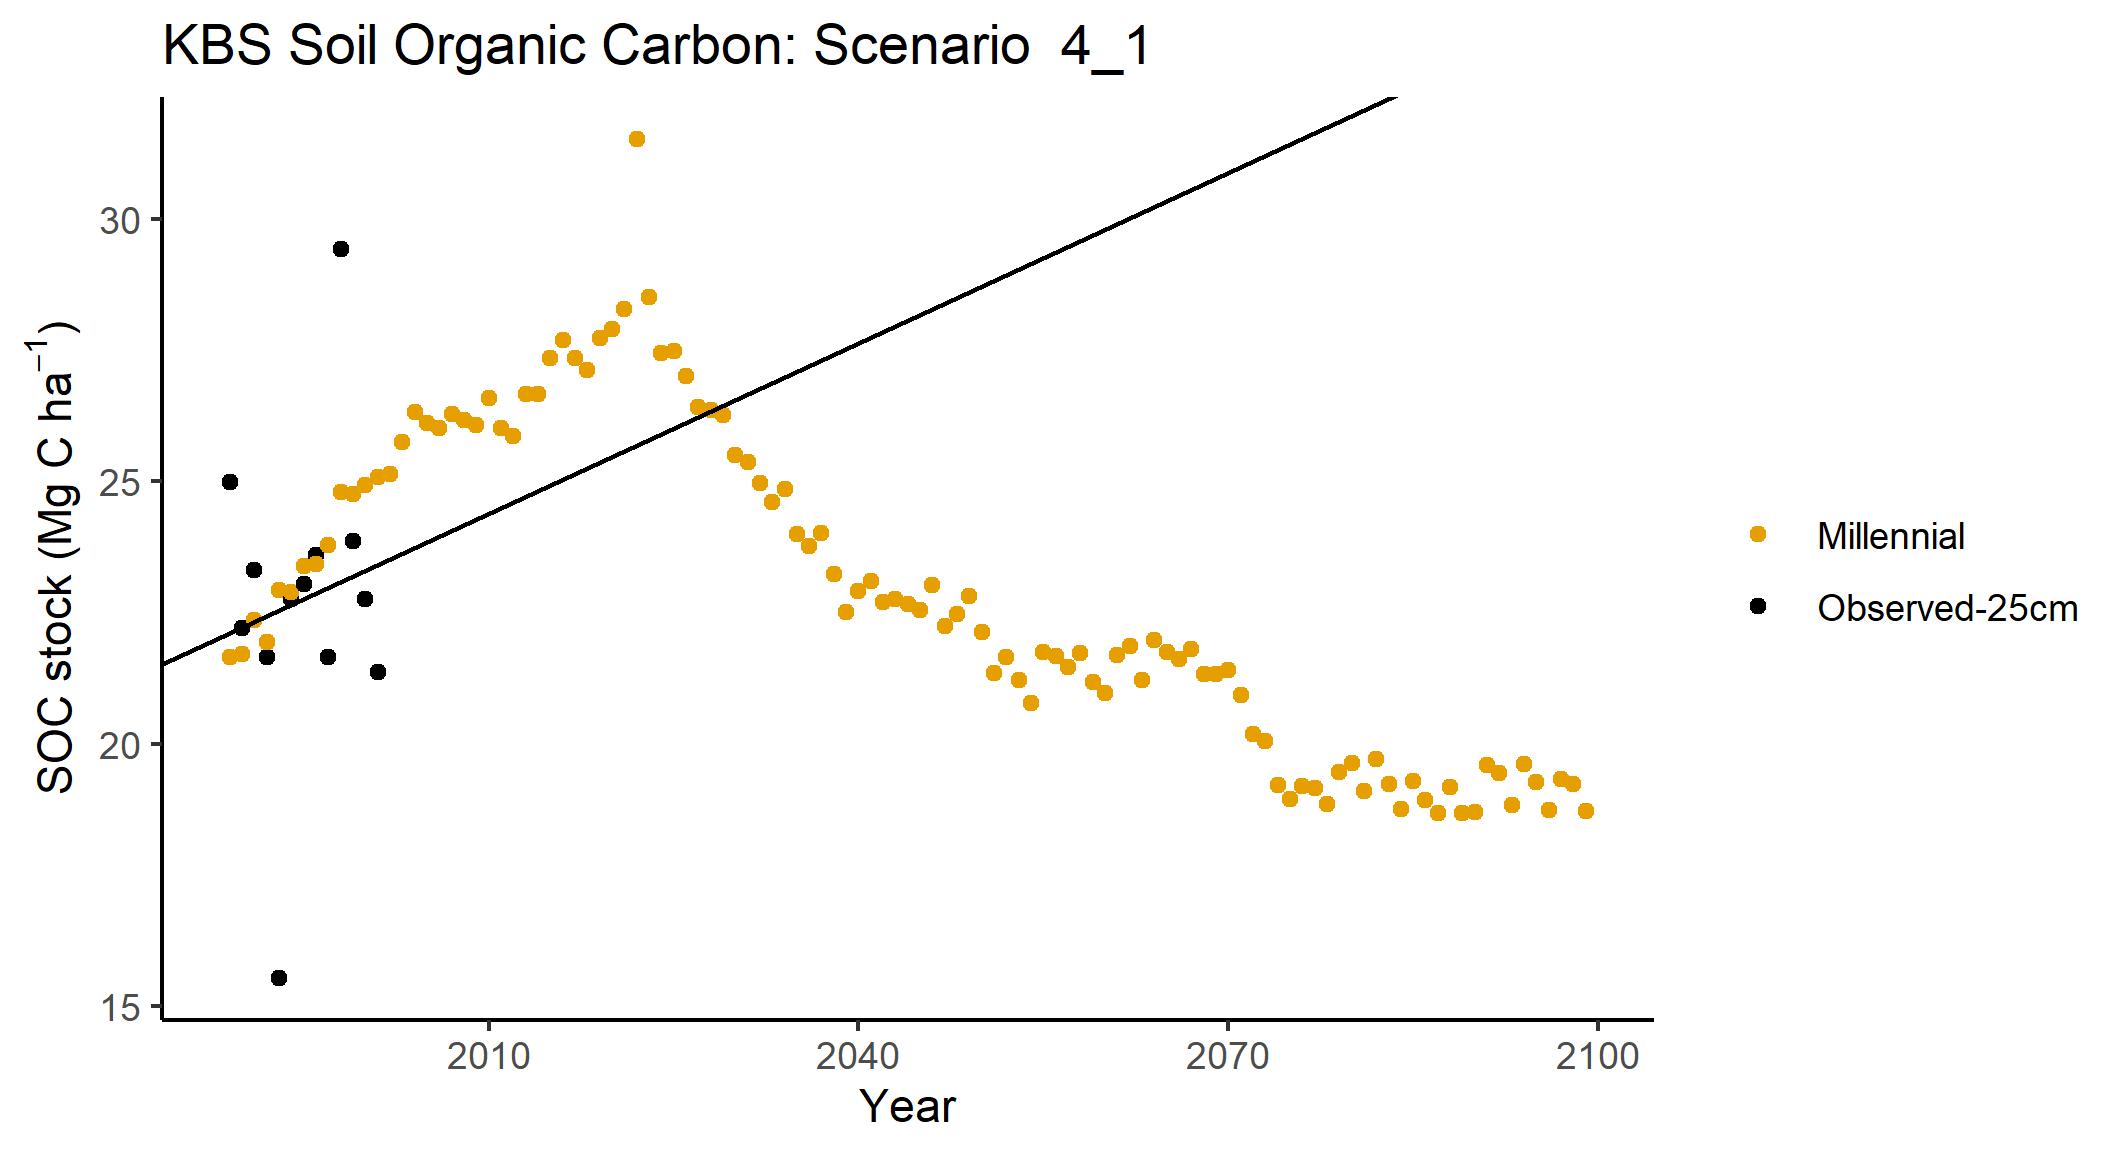 KBS Soil Organic Carbon: Scenario  4_1
SOC stock (Mg C ha⁻¹)
30
25
20
15
2010
2040
2070
2100
Year
Millennial
Observed-25cm